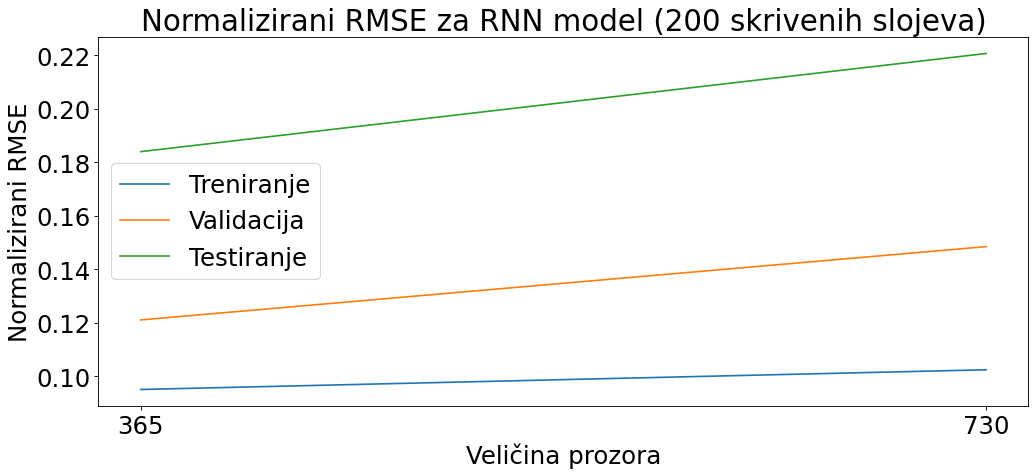 Normalizirani RMSE za RNN model (200 skrivenih slojeva)
Normalizirani RMSE
0.22
0.20
0.18
0.16
0.14
0.12
0.10
Treniranje
Validacija
Testiranje
365
730
Veličina prozora